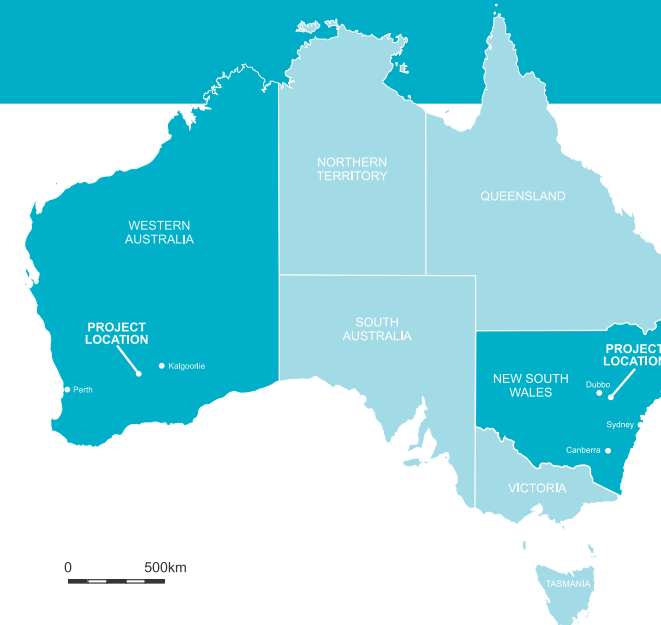 NORTHERN
TERRITORY
QUEENSLAND
WESTERN
AUSTRALIA
SOUTH
AUSTRALIA
PROJECT
LOCATION
Kalgoorlie
Perth
PROJECT
LOCATION
NEW SOUTH
WALES
Dubbo
Sydney
Canberra
VICTORIA
0 500km
TASMANIA